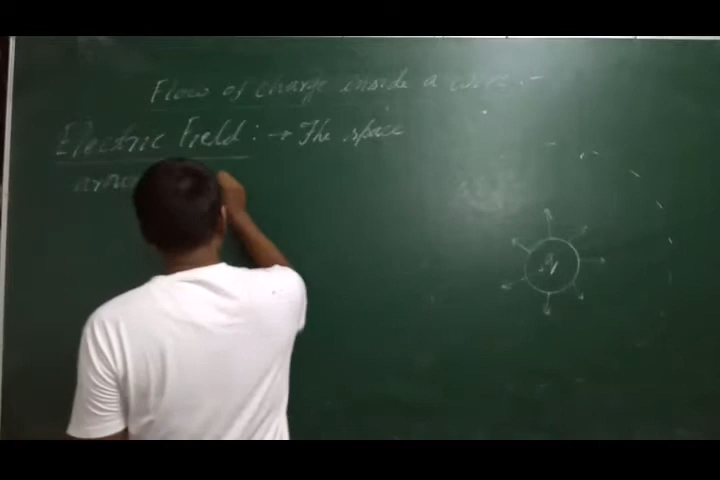 Flow of charge inside a wire :-
Electric Field : → The space